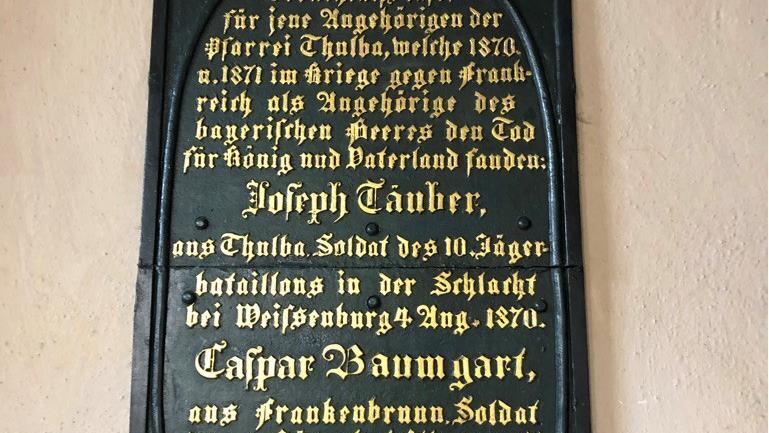 für jene Angehörigen der
Pfarrei Thulba, welche 1870.
u. 1871 im Kriege gegen Frank-
reich als Angehörige des
bayerischen Heeres den Tod
für König und Vaterland fanden:
Joseph Täuber,
aus Thulba, Soldat des 10. Jäger-
bataillons in der Schlacht
bei Weissenburg 4 Aug. 1870.
Caspar Baumgart,
aus Frankenbrunn, Soldat